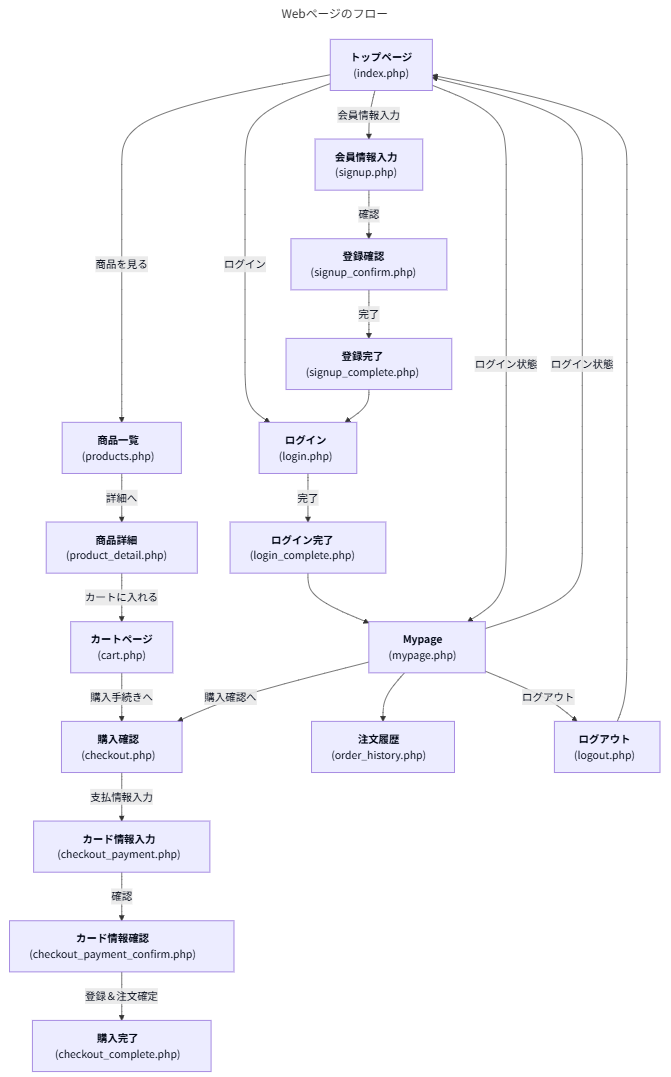 Webページのフロー
トップページ
(index.php)
会員情報入力
会員情報入力
(signup.php)
確認
登録確認
(signup_confirm.php)
商品を見る
ログイン
完了
登録完了
(signup_complete.php)
ログイン状態
ログイン状態
商品一覧
(products.php)
ログイン
(login.php)
詳細へ
完了
商品詳細
(product_detail.php)
ログイン完了
(login_complete.php)
カートに入れる
カートページ
(cart.php)
Mypage
(mypage.php)
購入手続きへ
購入確認へ
ログアウト
購入確認
(checkout.php)
注文履歴
(order_history.php)
ログアウト
(logout.php)
支払情報入力
カード情報入力
(checkout_payment.php)
確認
カード情報確認
(checkout_payment_confirm.php)
登録＆注文確定
購入完了
(checkout_complete.php)